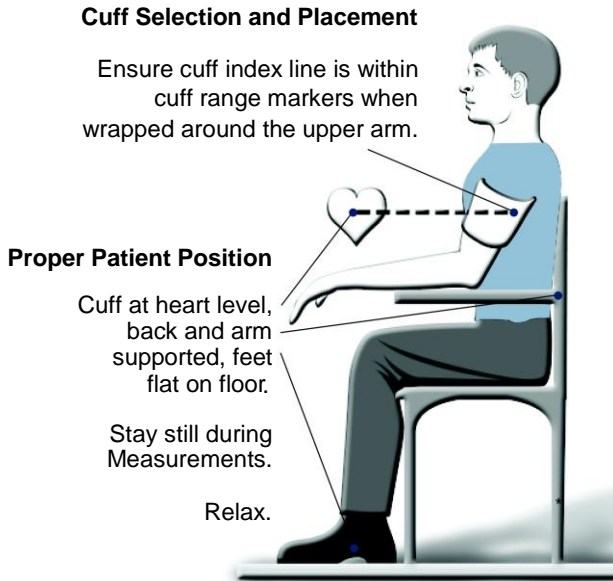 Cuff Selection and Placement
Ensure cuff index line is within
cuff range markers when
wrapped around the upper arm.
Proper Patient Position
Cuff at heart level,
back and arm
supported, feet
flat on floor.
Stay still during
Measurements.
Relax.
*